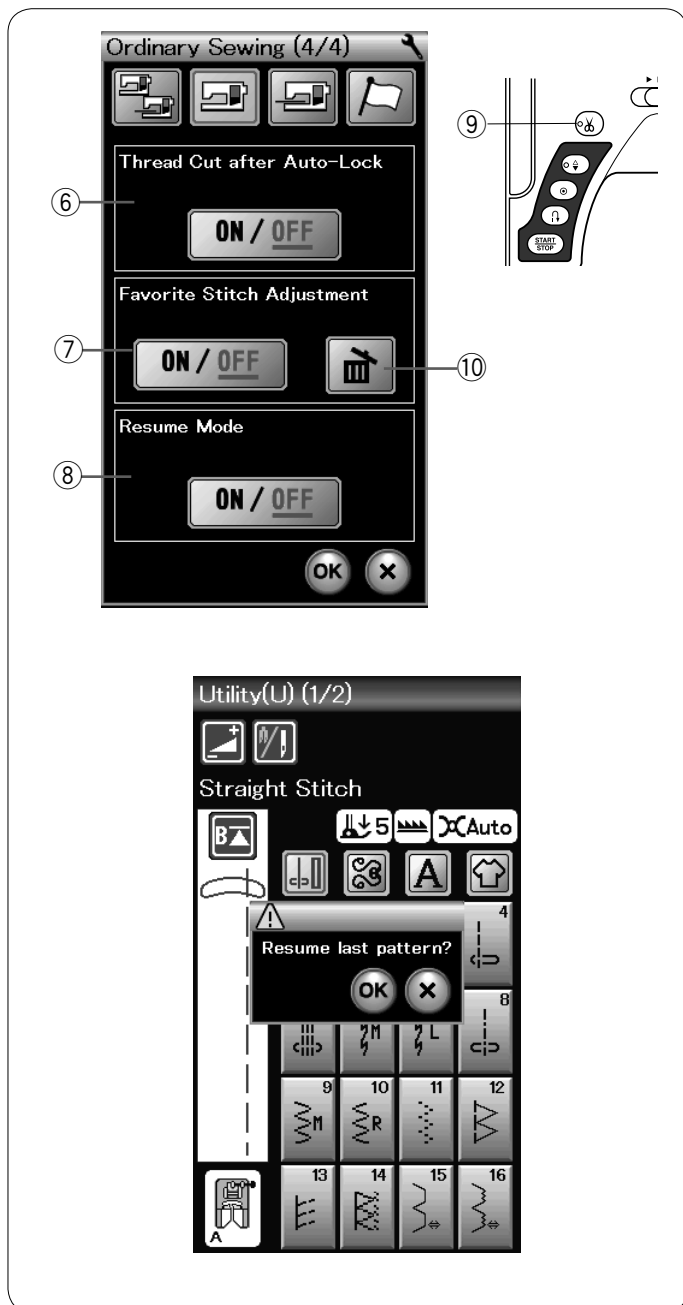 Ordinary Sewing (4/4)
Thread Cut after Auto-Lock
⑥
ON / OFF
Favorite Stitch Adjustment
⑦
ON / OFF
⑩
Resume Mode
⑧
ON / OFF
OK ×
⑨
START
STOP
Utility(U) (1/2)
Straight Stitch
B
5
Auto
A
Resume last pattern?
OK ×
4
M
L
8
9
M
10
R
11
12
13
14
15
16
A